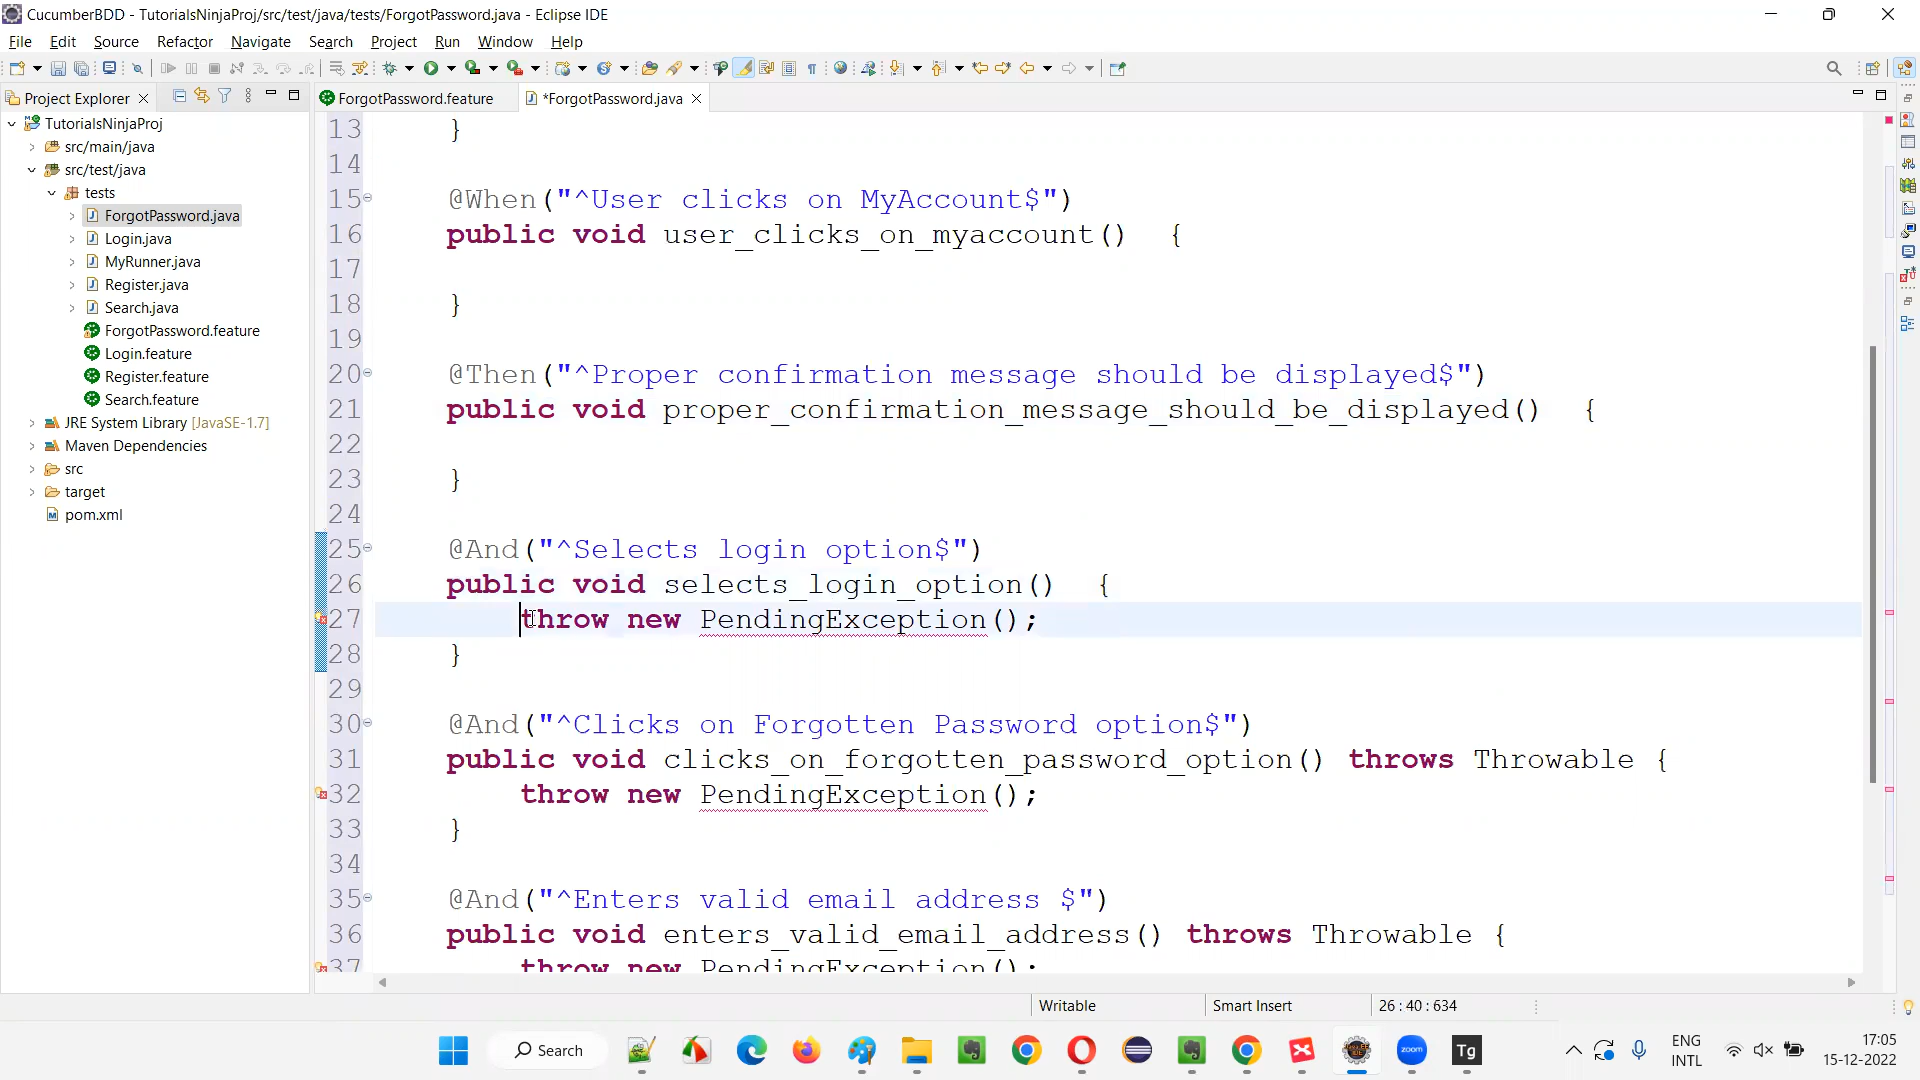 CucumberBDD - TutorialsNinjaProj/src/test/java/tests/ForgotPassword.java - Eclipse IDE
File Edit Source Refactor Navigate Search Project Run Window Help
Project Explorer
ForgotPassword.feature
*ForgotPassword.java
TutorialsNinjaProj
src/main/java
src/test/java
tests
ForgotPassword.java
Login.java
MyRunner.java
Register.java
Search.java
ForgotPassword.feature
Login.feature
Register.feature
Search.feature
JRE System Library [JavaSE-1.7]
Maven Dependencies
src
target
pom.xml
13 }
14
15 @When("^User clicks on MyAccount$")
16 public void user_clicks_on_myaccount() {
17
18 }
19
20 @Then("^Proper confirmation message should be displayed$")
21 public void proper_confirmation_message_should_be_displayed() {
22
23 }
24
25 @And("^Selects login option$")
26 public void selects_login_option() {
27 throw new PendingException();
28 }
29
30 @And("^Clicks on Forgotten Password option$")
31 public void clicks_on_forgotten_password_option() throws Throwable {
32 throw new PendingException();
33 }
34
35 @And("^Enters valid email address $")
36 public void enters_valid_email_address() throws Throwable {
37 throw new PendingException();
Writable
Smart Insert
26 : 40 : 634
Search
zoom
Tg
ENG
INTL
17:05
15-12-2022